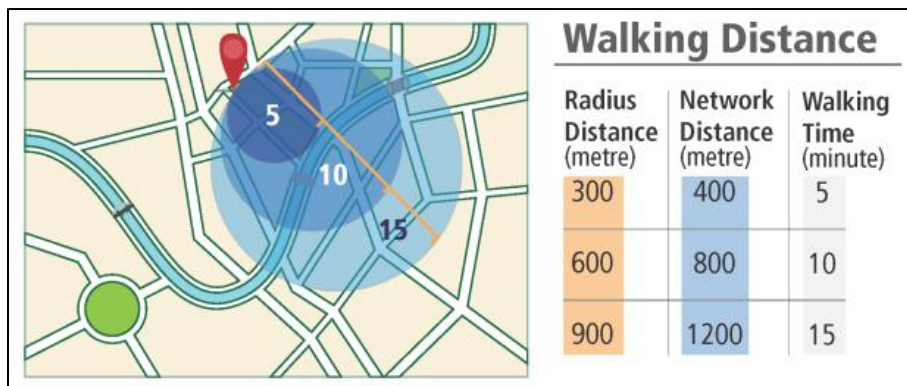 5
10
15
Walking Distance
Radius Distance (metre) Network Distance (metre) Walking Time (minute)
300 400 5
600 800 10
900 1200 15